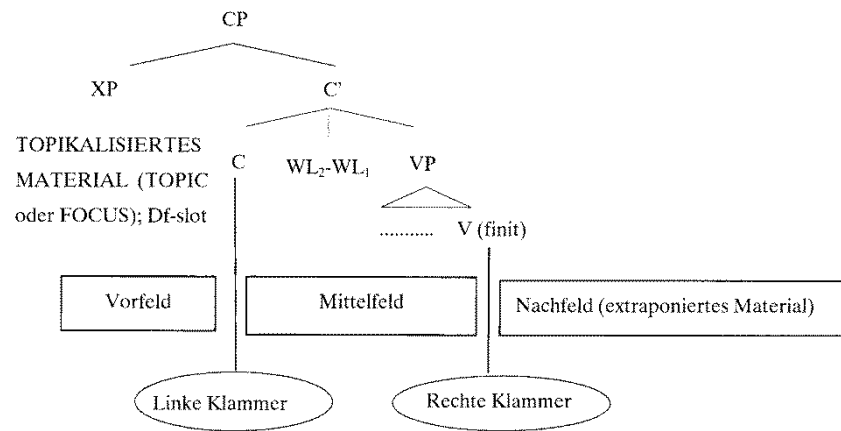 CP
XP C'
TOPIKALISIERTES
MATERIAL (TOPIC
oder FOCUS); Df-slot
C WL₂-WL₁ VP
........... V (finit)
Vorfeld Mittelfeld Nachfeld (extraponiertes Material)
Linke Klammer Rechte Klammer